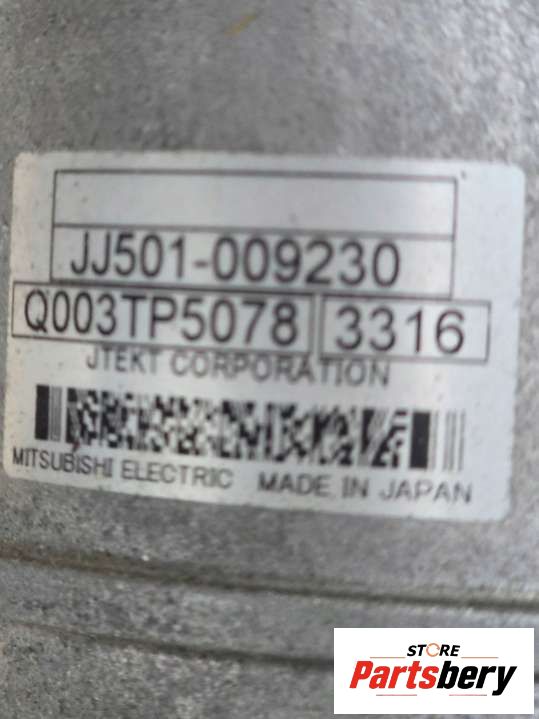 JJ501-009230
Q003TP5078 3316
JTEKT CORPORATION
MITSUBISHI ELECTRIC MADE IN JAPAN
STORE
Partsbery